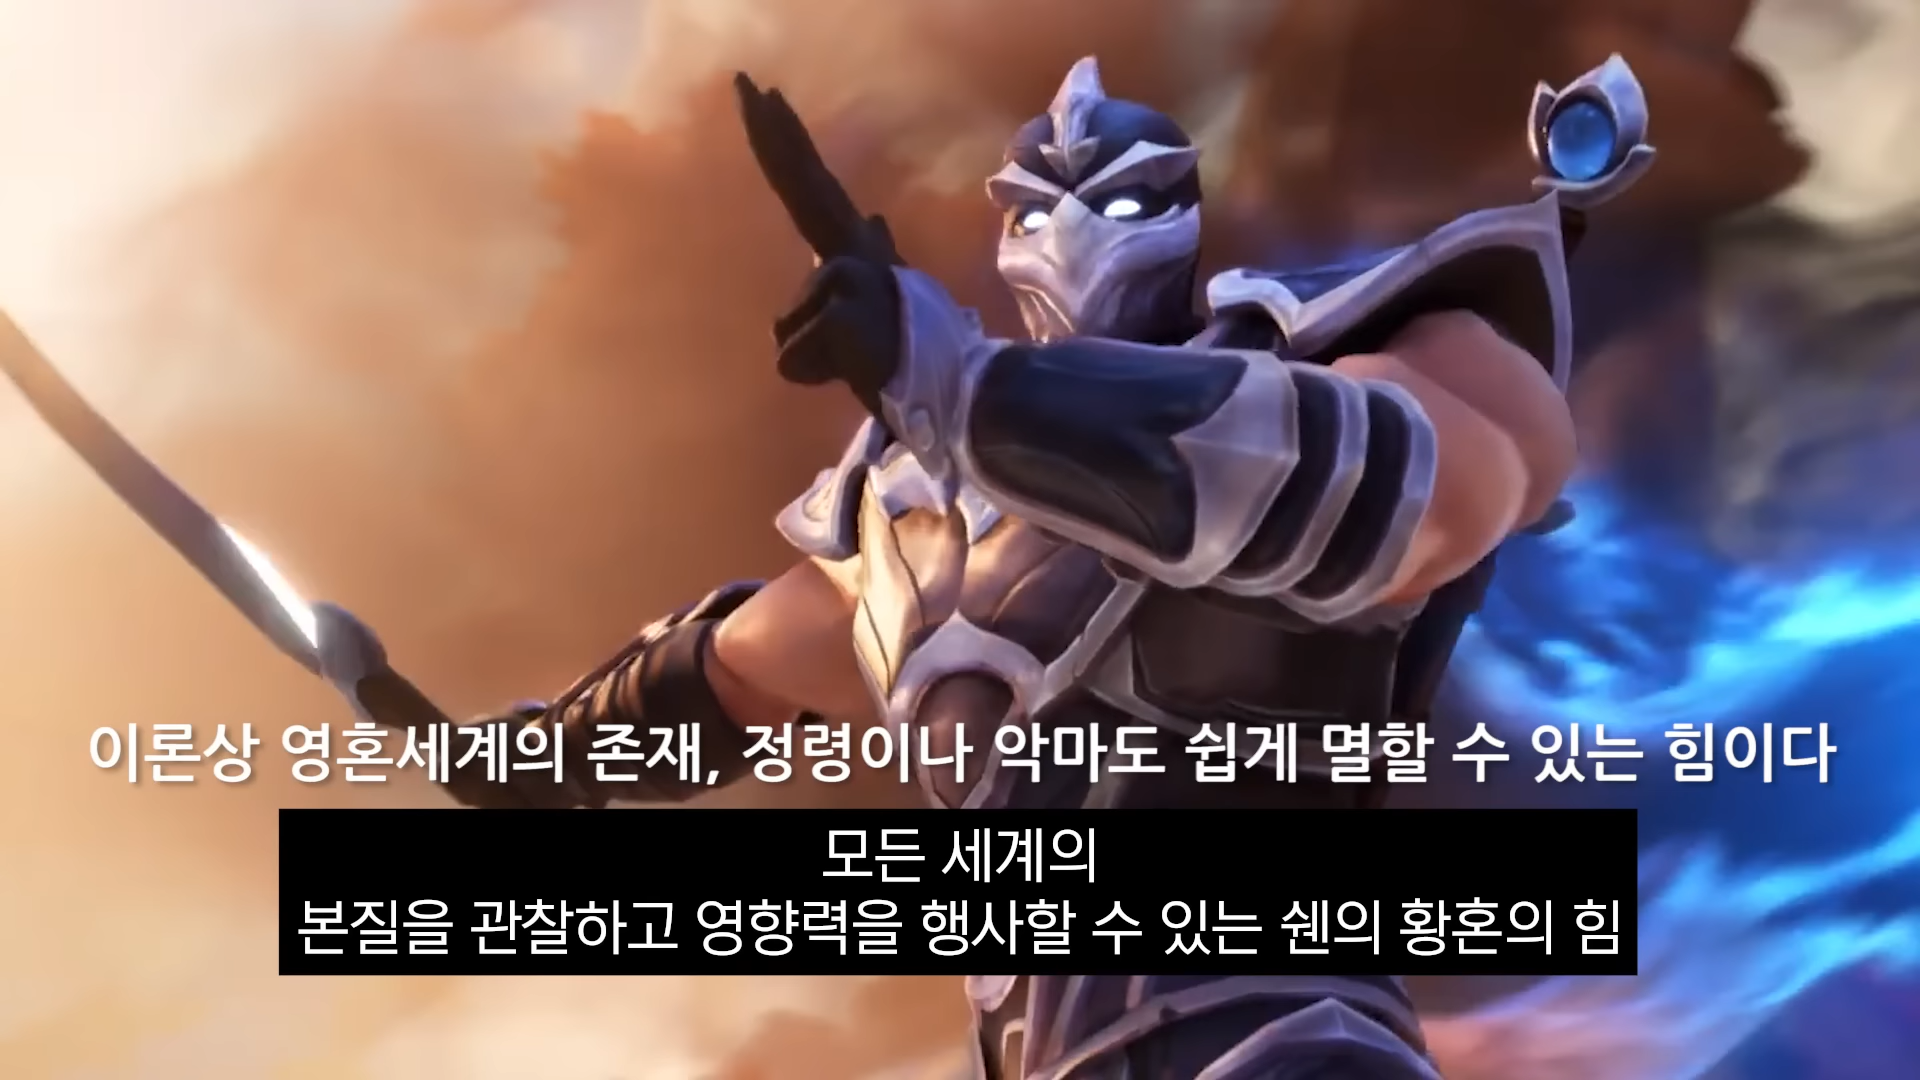 이론상 영혼세계의 존재, 정령이나 악마도 쉽게 멸할 수 있는 힘이다
모든 세계의
본질을 관찰하고 영향력을 행사할 수 있는 쉔의 황혼의 힘